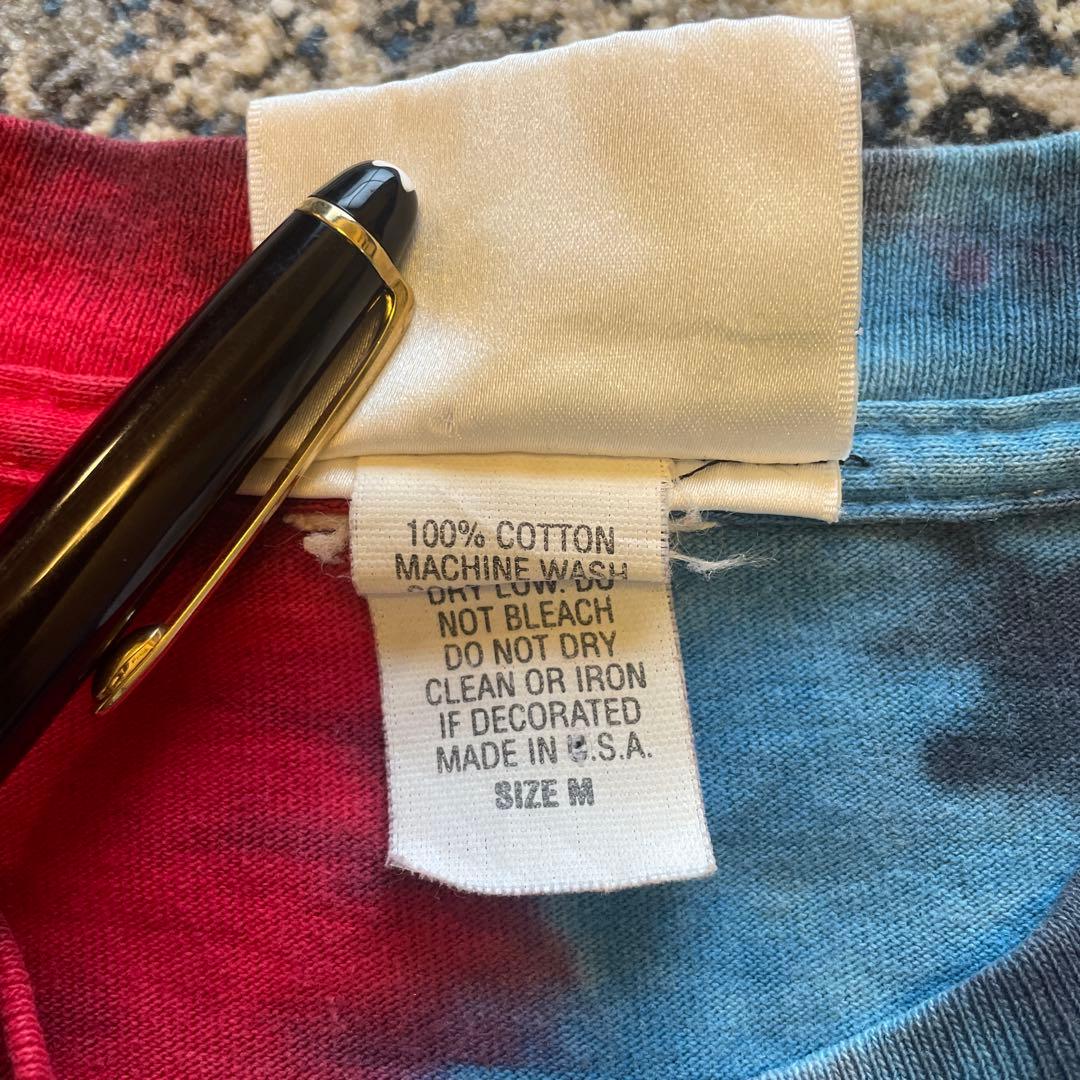 100% COTTON
MACHINE WASH
DRY LOW. DO
NOT BLEACH
DO NOT DRY
CLEAN OR IRON
IF DECORATED
MADE IN U.S.A.
SIZE M